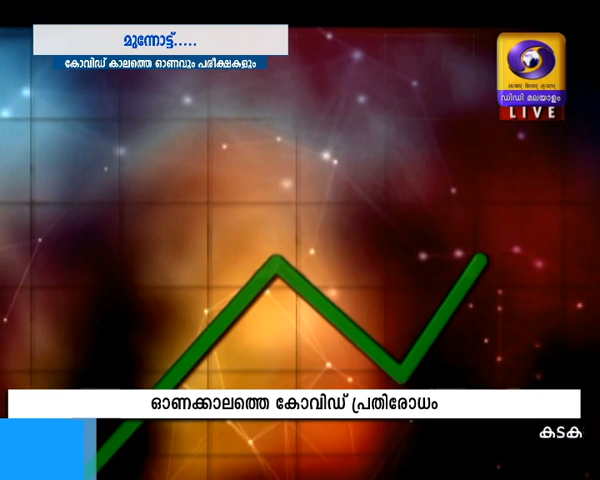 മുന്നോട്ട്.....
കോവിഡ് കാലത്തെ ഓണവും പരീക്ഷകളും
ഡിഡി മലയാളം
LIVE
ഓണക്കാലത്തെ കോവിഡ് പ്രതിരോധം
കടക